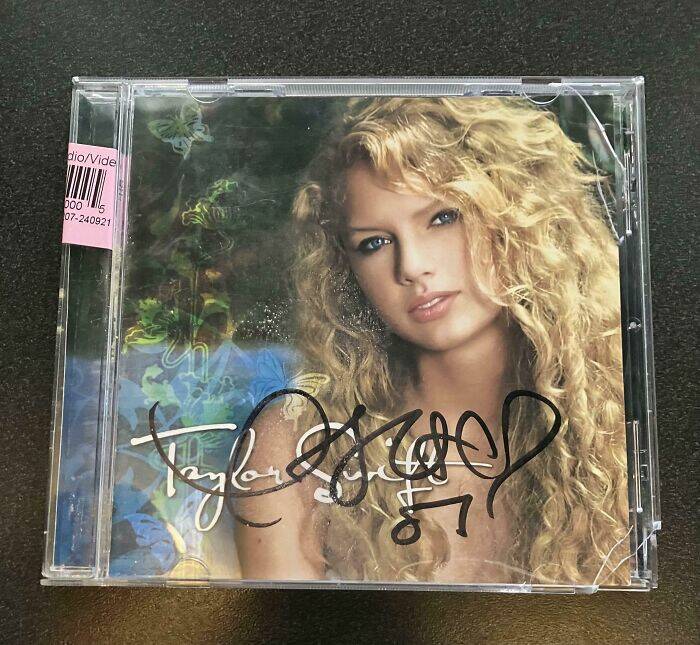 dio/Vide
000 5
07-240921
Taylor Swift